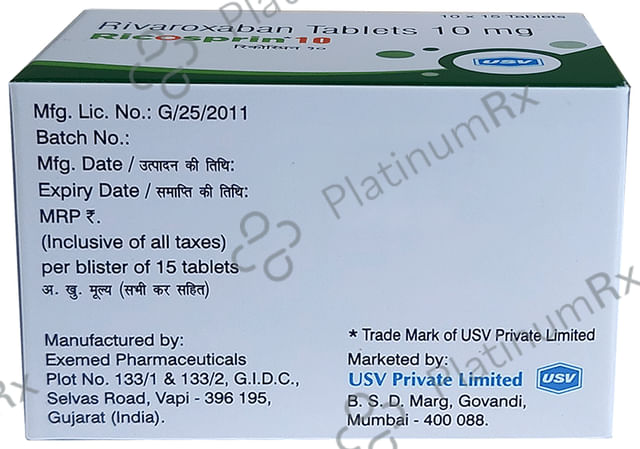 Rivaroxaban Tablets 10 mg
10 x 15 Tablets
Ricosprin* 10
रिकोस्प्रिन १०
USV
Mfg. Lic. No.: G/25/2011
Batch No.:
Mfg. Date / उत्पादन की तिथि:
Expiry Date / समाप्ति की तिथि:
MRP ₹.
(Inclusive of all taxes)
per blister of 15 tablets
अ. खु. मूल्य (सभी कर सहित)
Manufactured by:
Exemed Pharmaceuticals
Plot No. 133/1 & 133/2, G.I.D.C.,
Selvas Road, Vapi - 396 195,
Gujarat (India).
* Trade Mark of USV Private Limited
Marketed by:
USV Private Limited
USV
B. S. D. Marg, Govandi,
Mumbai - 400 088.
PlatinumRx
PlatinumRx
Rx